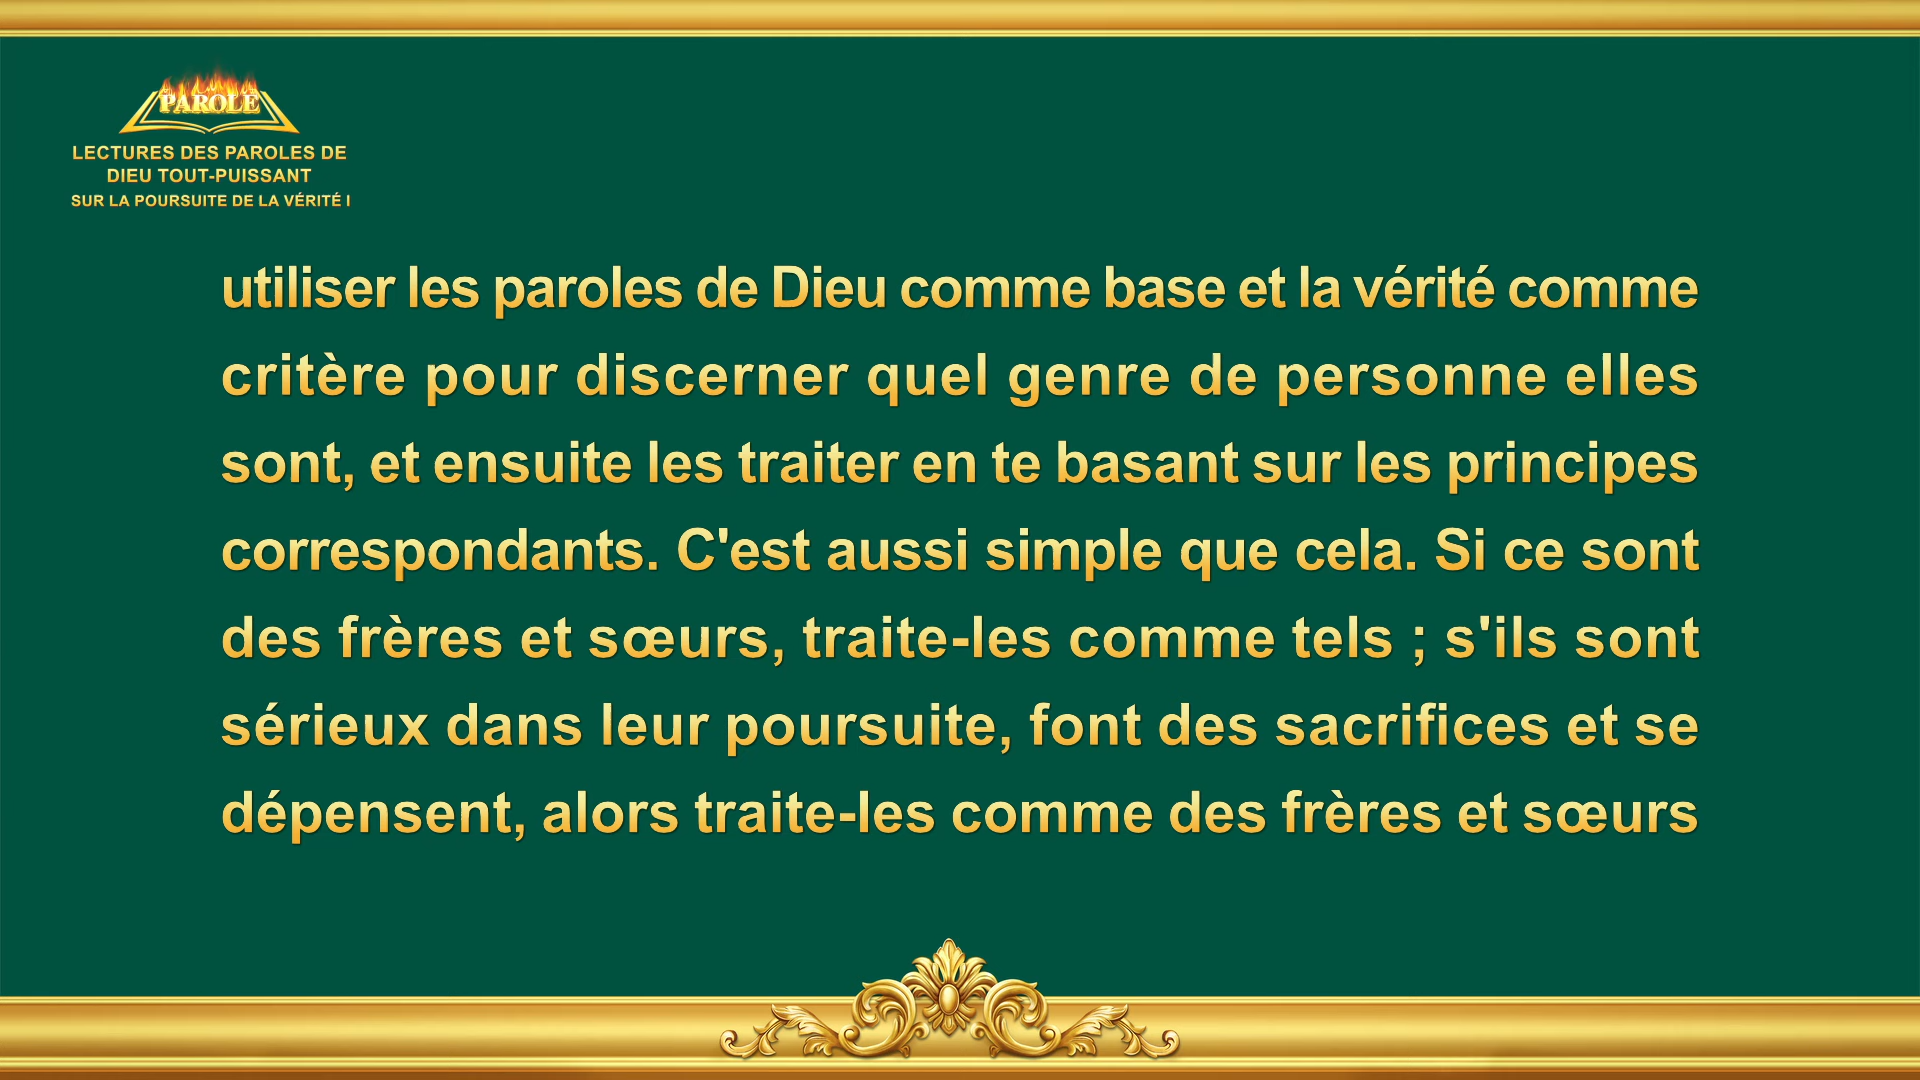 PAROLE
LECTURES DES PAROLES DE
DIEU TOUT-PUISSANT
SUR LA POURSUITE DE LA VÉRITÉ I
utiliser les paroles de Dieu comme base et la vérité comme
critère pour discerner quel genre de personne elles
sont, et ensuite les traiter en te basant sur les principes
correspondants. C'est aussi simple que cela. Si ce sont
des frères et sœurs, traite-les comme tels ; s'ils sont
sérieux dans leur poursuite, font des sacrifices et se
dépensent, alors traite-les comme des frères et sœurs